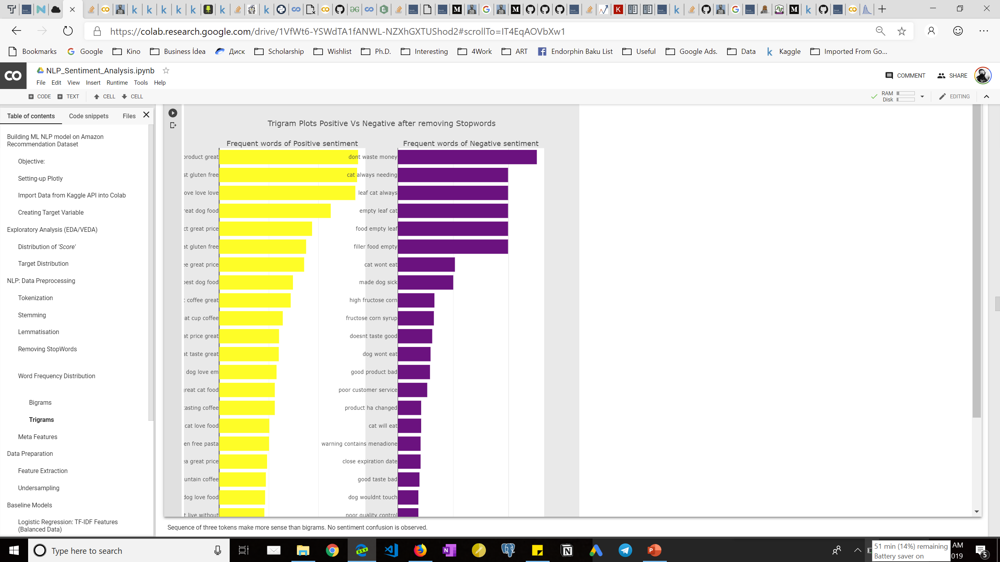 https://colab.research.google.com/drive/1VfWt6-YSWdTA1fANWL-NZXhGXTUShod2#scrollTo=IT4EqAOVbXw1
Bookmarks Google Kino Business İdea Диск Scholarship Wishlist Ph.D. Interesting 4Work ART Endorphin Baku List Useful Google Ads. Data Kaggle Imported From Go...
NLP_Sentiment_Analysis.ipynb
COMMENT SHARE
File Edit View Insert Runtime Tools Help
CODE TEXT CELL CELL
RAM
Disk
EDITING
Table of contents Code snippets Files
Building ML NLP model on Amazon
Recommendation Dataset
Objective:
Setting-up Plotly
Import Data from Kaggle API into Colab
Creating Target Variable
Exploratory Analysis (EDA/VEDA)
Distribution of 'Score'
Target Distribution
NLP: Data Preprocessing
Tokenization
Stemming
Lemmatisation
Removing StopWords
Word Frequency Distribution
Bigrams
Trigrams
Meta Features
Data Preparation
Feature Extraction
Undersampling
Baseline Models
Logistic Regression: TF-IDF Features
(Balanced Data)
Trigram Plots Positive Vs Negative after removing Stopwords
Frequent words of Positive sentiment
product great
st gluten free
ove love love
reat dog food
ct great price
at gluten free
ee great price
best dog food
t coffee great
at cup coffee
at price great
at taste great
dog love em
great cat food
tasting coffee
cat love food
en free pasta
ea great price
untain coffee
dog love food
t live without
Frequent words of Negative sentiment
dont waste money
cat always needing
leaf cat always
empty leaf cat
food empty leaf
filler food empty
cat wont eat
made dog sick
high fructose corn
fructose corn syrup
doesnt taste good
dog wont eat
good product bad
poor customer service
product ha changed
cat will eat
warning contains menadione
close expiration date
good taste bad
dog wouldnt touch
poor quality control
Sequence of three tokens make more sense than bigrams. No sentiment confusion is observed.
Type here to search
51 min (14%) remaining
Battery saver on
AM
019
5